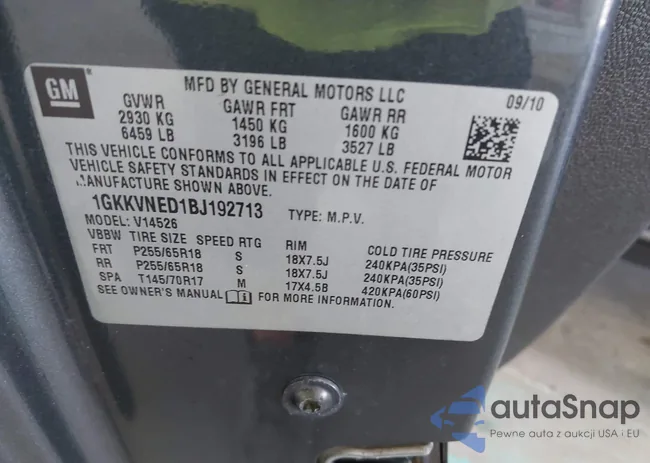 GM
MFD BY GENERAL MOTORS LLC
09/10
GVWR GAWR FRT GAWR RR
2930 KG 1450 KG 1600 KG
6459 LB 3196 LB 3527 LB
THIS VEHICLE CONFORMS TO ALL APPLICABLE U.S. FEDERAL MOTOR
VEHICLE SAFETY STANDARDS IN EFFECT ON THE DATE OF
MANUFACTURE SHOWN ABOVE.
1GKKVNED1BJ192713 TYPE: M.P.V.
MODEL: V14526
VBBW TIRE SIZE SPEED RTG RIM COLD TIRE PRESSURE
FRT P255/65R18 S 18X7.5J 240KPA(35PSI)
RR P255/65R18 S 18X7.5J 240KPA(35PSI)
SPA T145/70R17 M 17X4.5B 420KPA(60PSI)
SEE OWNER'S MANUAL FOR MORE INFORMATION.
autaSnap
Pewne auta z aukcji USA i EU